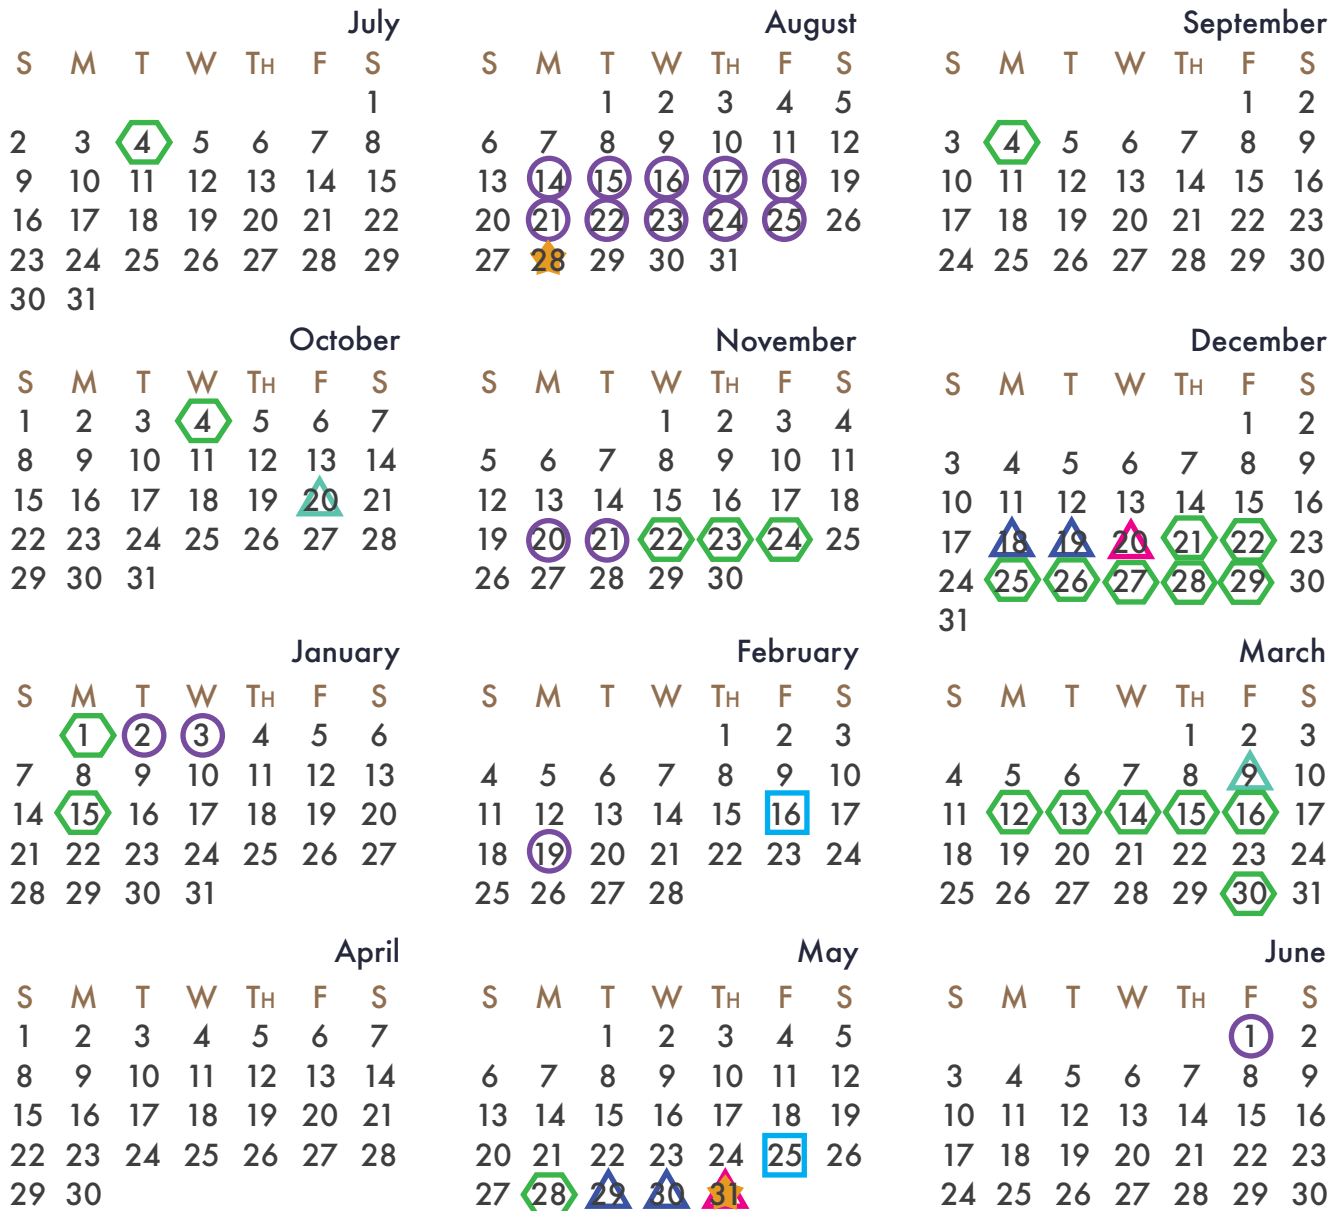 July August September
S M T W TH F S S M T W TH F S S M T W TH F S
1 1 2 3 4 5 1 2
2 3 4 5 6 7 8 6 7 8 9 10 11 12 3 4 5 6 7 8 9
9 10 11 12 13 14 15 13 14 15 16 17 18 19 10 11 12 13 14 15 16
16 17 18 19 20 21 22 20 21 22 23 24 25 26 17 18 19 20 21 22 23
23 24 25 26 27 28 29 27 28 29 30 31 24 25 26 27 28 29 30
30 31
October November December
S M T W TH F S S M T W TH F S S M T W TH F S
1 2 3 4 5 6 7 1 2 3 4 1 2
8 9 10 11 12 13 14 5 6 7 8 9 10 11 3 4 5 6 7 8 9
15 16 17 18 19 20 21 12 13 14 15 16 17 18 10 11 12 13 14 15 16
22 23 24 25 26 27 28 19 20 21 22 23 24 25 17 18 19 20 21 22 23
29 30 31 26 27 28 29 30 24 25 26 27 28 29 30
31
January February March
S M T W TH F S S M T W TH F S S M T W TH F S
1 2 3 4 5 6 1 2 3 1 2 3
7 8 9 10 11 12 13 4 5 6 7 8 9 10 4 5 6 7 8 9 10
14 15 16 17 18 19 20 11 12 13 14 15 16 17 11 12 13 14 15 16 17
21 22 23 24 25 26 27 18 19 20 21 22 23 24 18 19 20 21 22 23 24
28 29 30 31 25 26 27 28 25 26 27 28 29 30 31
April May June
S M T W TH F S S M T W TH F S S M T W TH F S
1 2 3 4 5 6 7 1 2 3 4 5 1 2
8 9 10 11 12 13 14 6 7 8 9 10 11 12 3 4 5 6 7 8 9
15 16 17 18 19 20 21 13 14 15 16 17 18 19 10 11 12 13 14 15 16
22 23 24 25 26 27 28 20 21 22 23 24 25 26 17 18 19 20 21 22 23
29 30 27 28 29 30 31 24 25 26 27 28 29 30